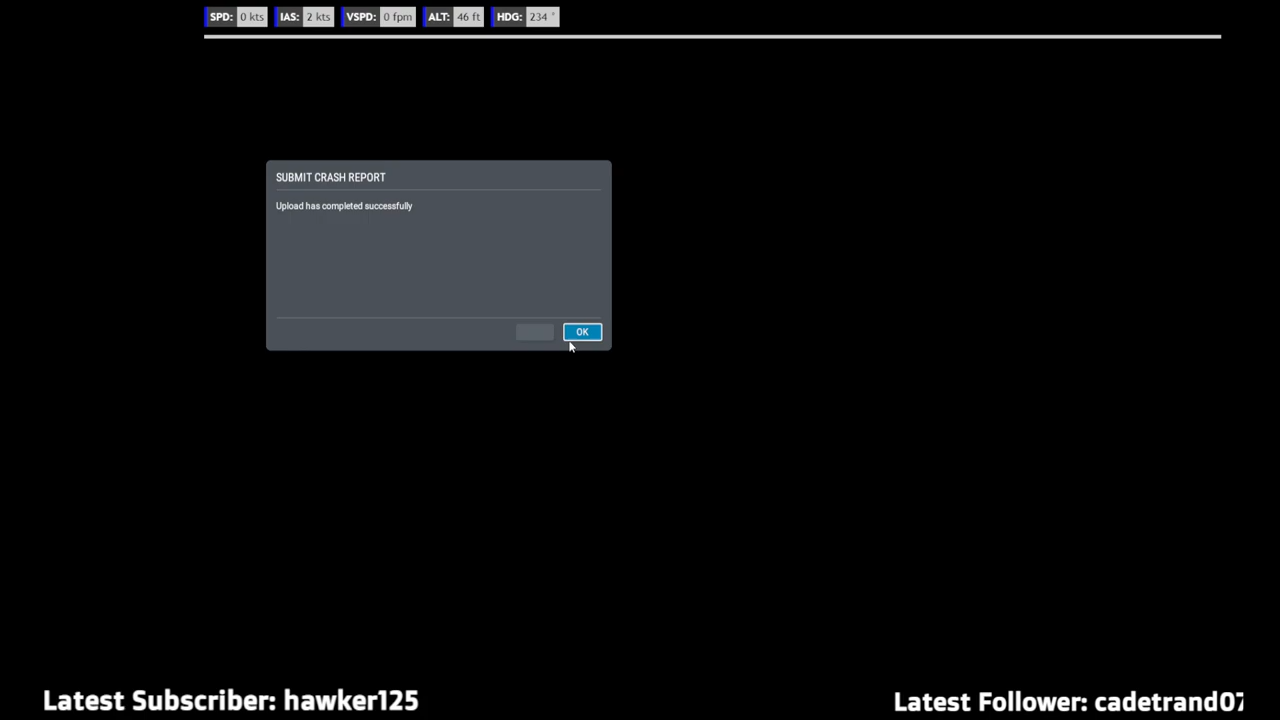 SPD: 0 kts IAS: 2 kts VSPD: 0 fpm ALT: 46 ft HDG: 234 °
SUBMIT CRASH REPORT
Upload has completed successfully
OK
Latest Subscriber: hawker125 Latest Follower: cadetrand07